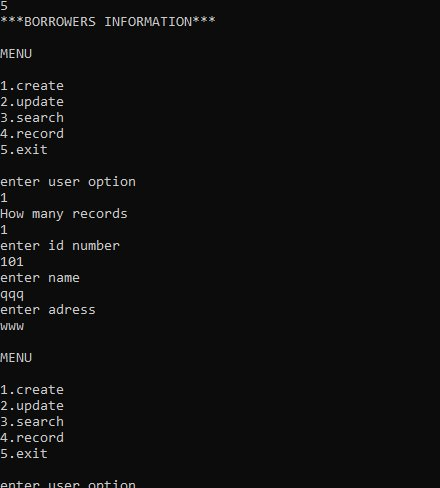 5
***BORROWERS INFORMATION***
MENU
1.create
2.update
3.search
4.record
5.exit
enter user option
1
How many records
1
enter id number
101
enter name
qqq
enter adress
www
MENU
1.create
2.update
3.search
4.record
5.exit
enter user option